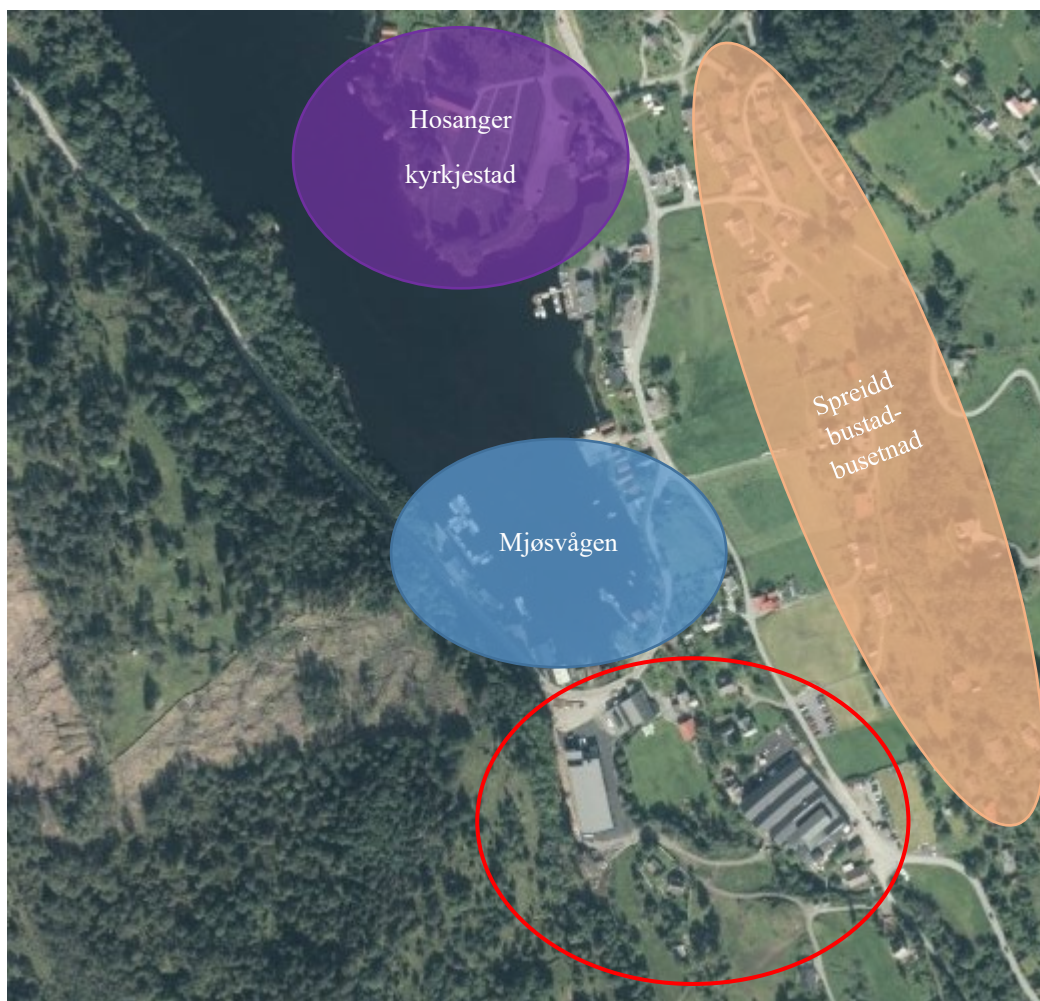 Hosanger
kyrkjestad
Spreidd
bustad-
busetnad
Mjøsvågen